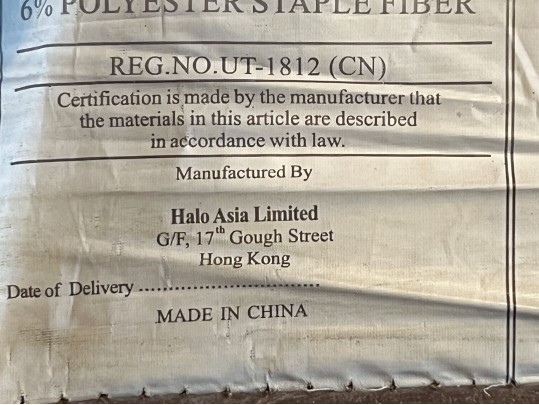 6% POLYESTER STAPLE FIBER
REG.NO.UT-1812 (CN)
Certification is made by the manufacturer that
the materials in this article are described
in accordance with law.
Manufactured By
Halo Asia Limited
G/F, 17th Gough Street
Hong Kong
Date of Delivery ................................
MADE IN CHINA